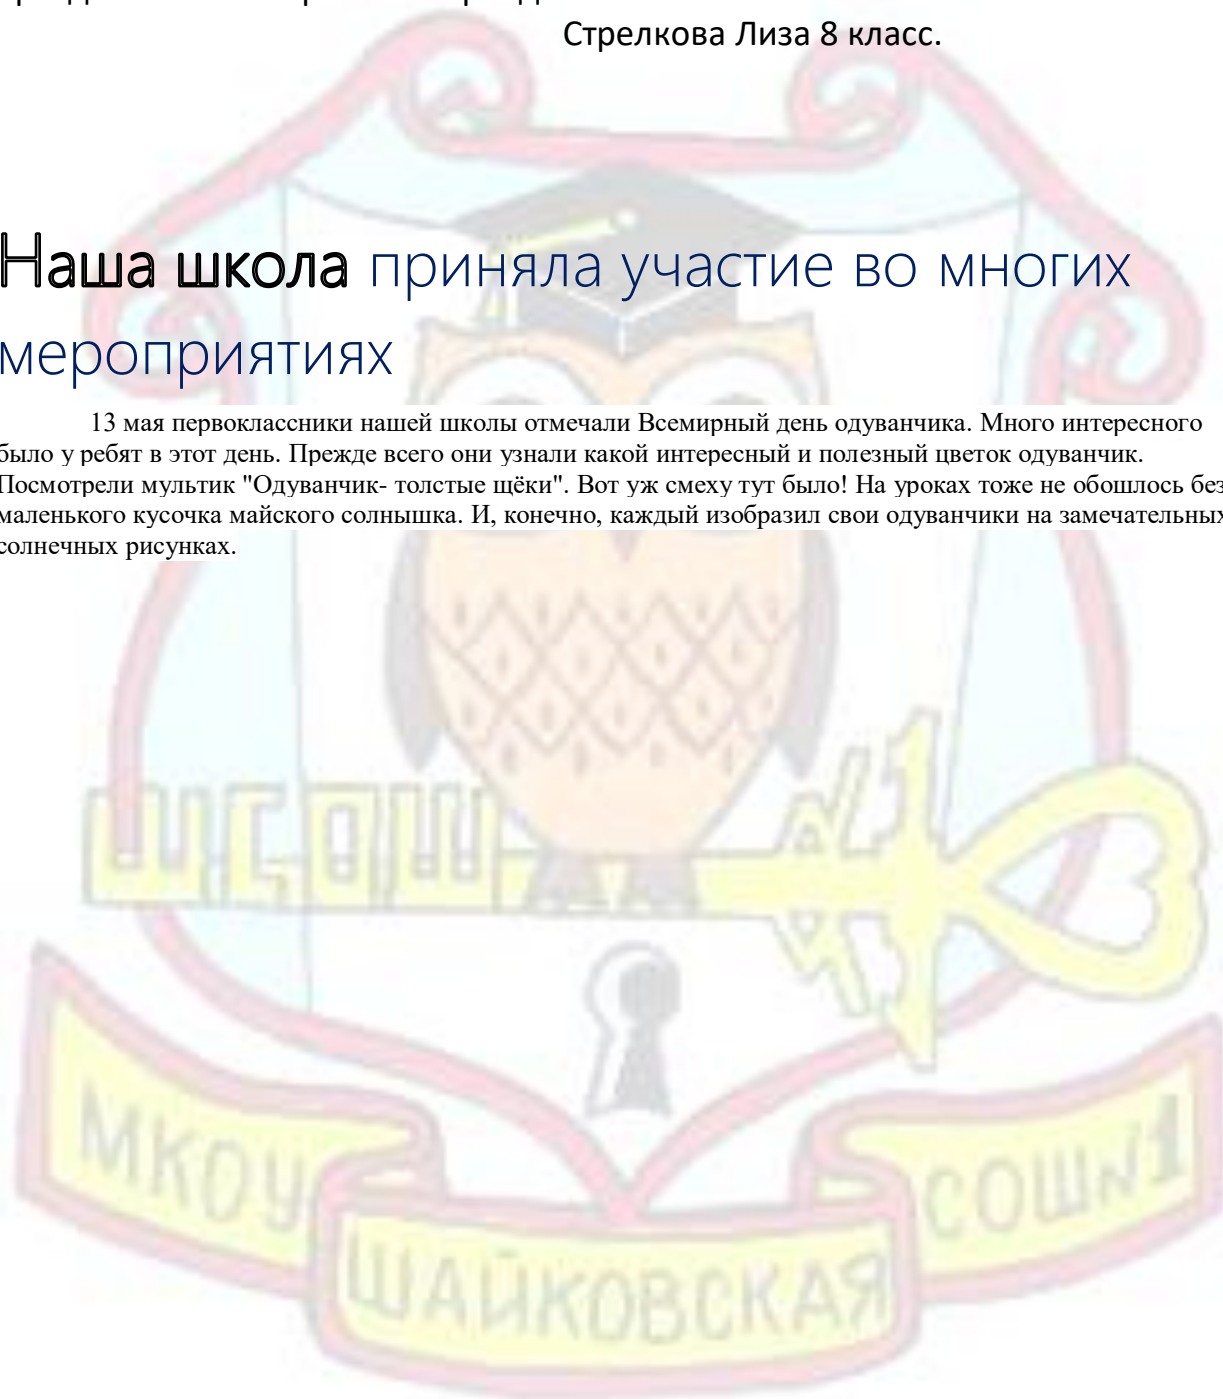 Стрелкова Лиза 8 класс.
Наша школа приняла участие во многих
мероприятиях
13 мая первоклассники нашей школы отмечали Всемирный день одуванчика. Много интересного
было у ребят в этот день. Прежде всего они узнали какой интересный и полезный цветок одуванчик.
Посмотрели мультик "Одуванчик- толстые щёки". Вот уж смеху тут было! На уроках тоже не обошлось без
маленького кусочка майского солнышка. И, конечно, каждый изобразил свои одуванчики на замечательных
солнечных рисунках.
ШСОШ
МКОУ
ШАЙКОВСКАЯ
СОШ№1